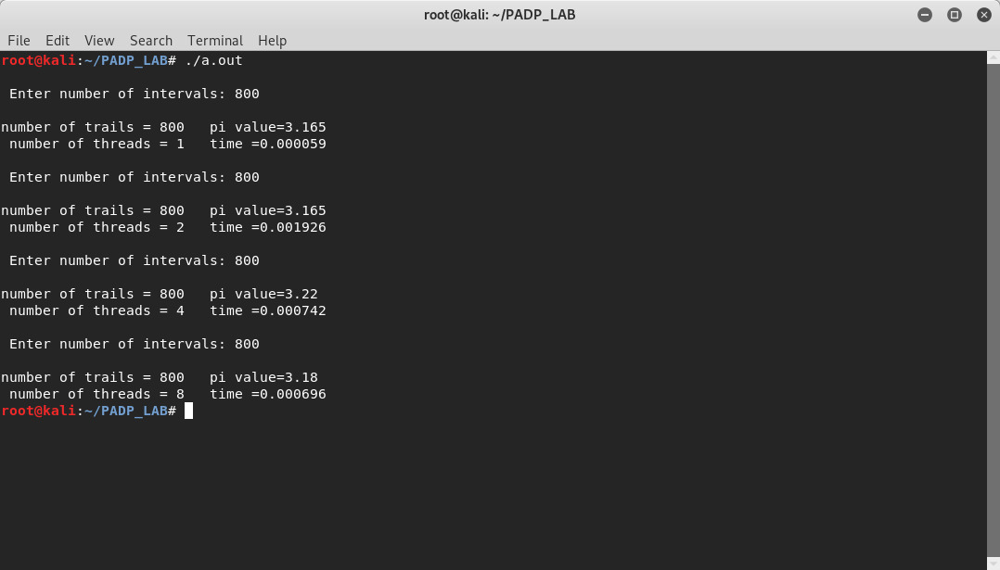 root@kali: ~/PADP_LAB
File Edit View Search Terminal Help
root@kali:~/PADP_LAB# ./a.out
Enter number of intervals: 800
number of trails = 800 pi value=3.165
number of threads = 1 time =0.000059
Enter number of intervals: 800
number of trails = 800 pi value=3.165
number of threads = 2 time =0.001926
Enter number of intervals: 800
number of trails = 800 pi value=3.22
number of threads = 4 time =0.000742
Enter number of intervals: 800
number of trails = 800 pi value=3.18
number of threads = 8 time =0.000696
root@kali:~/PADP_LAB#